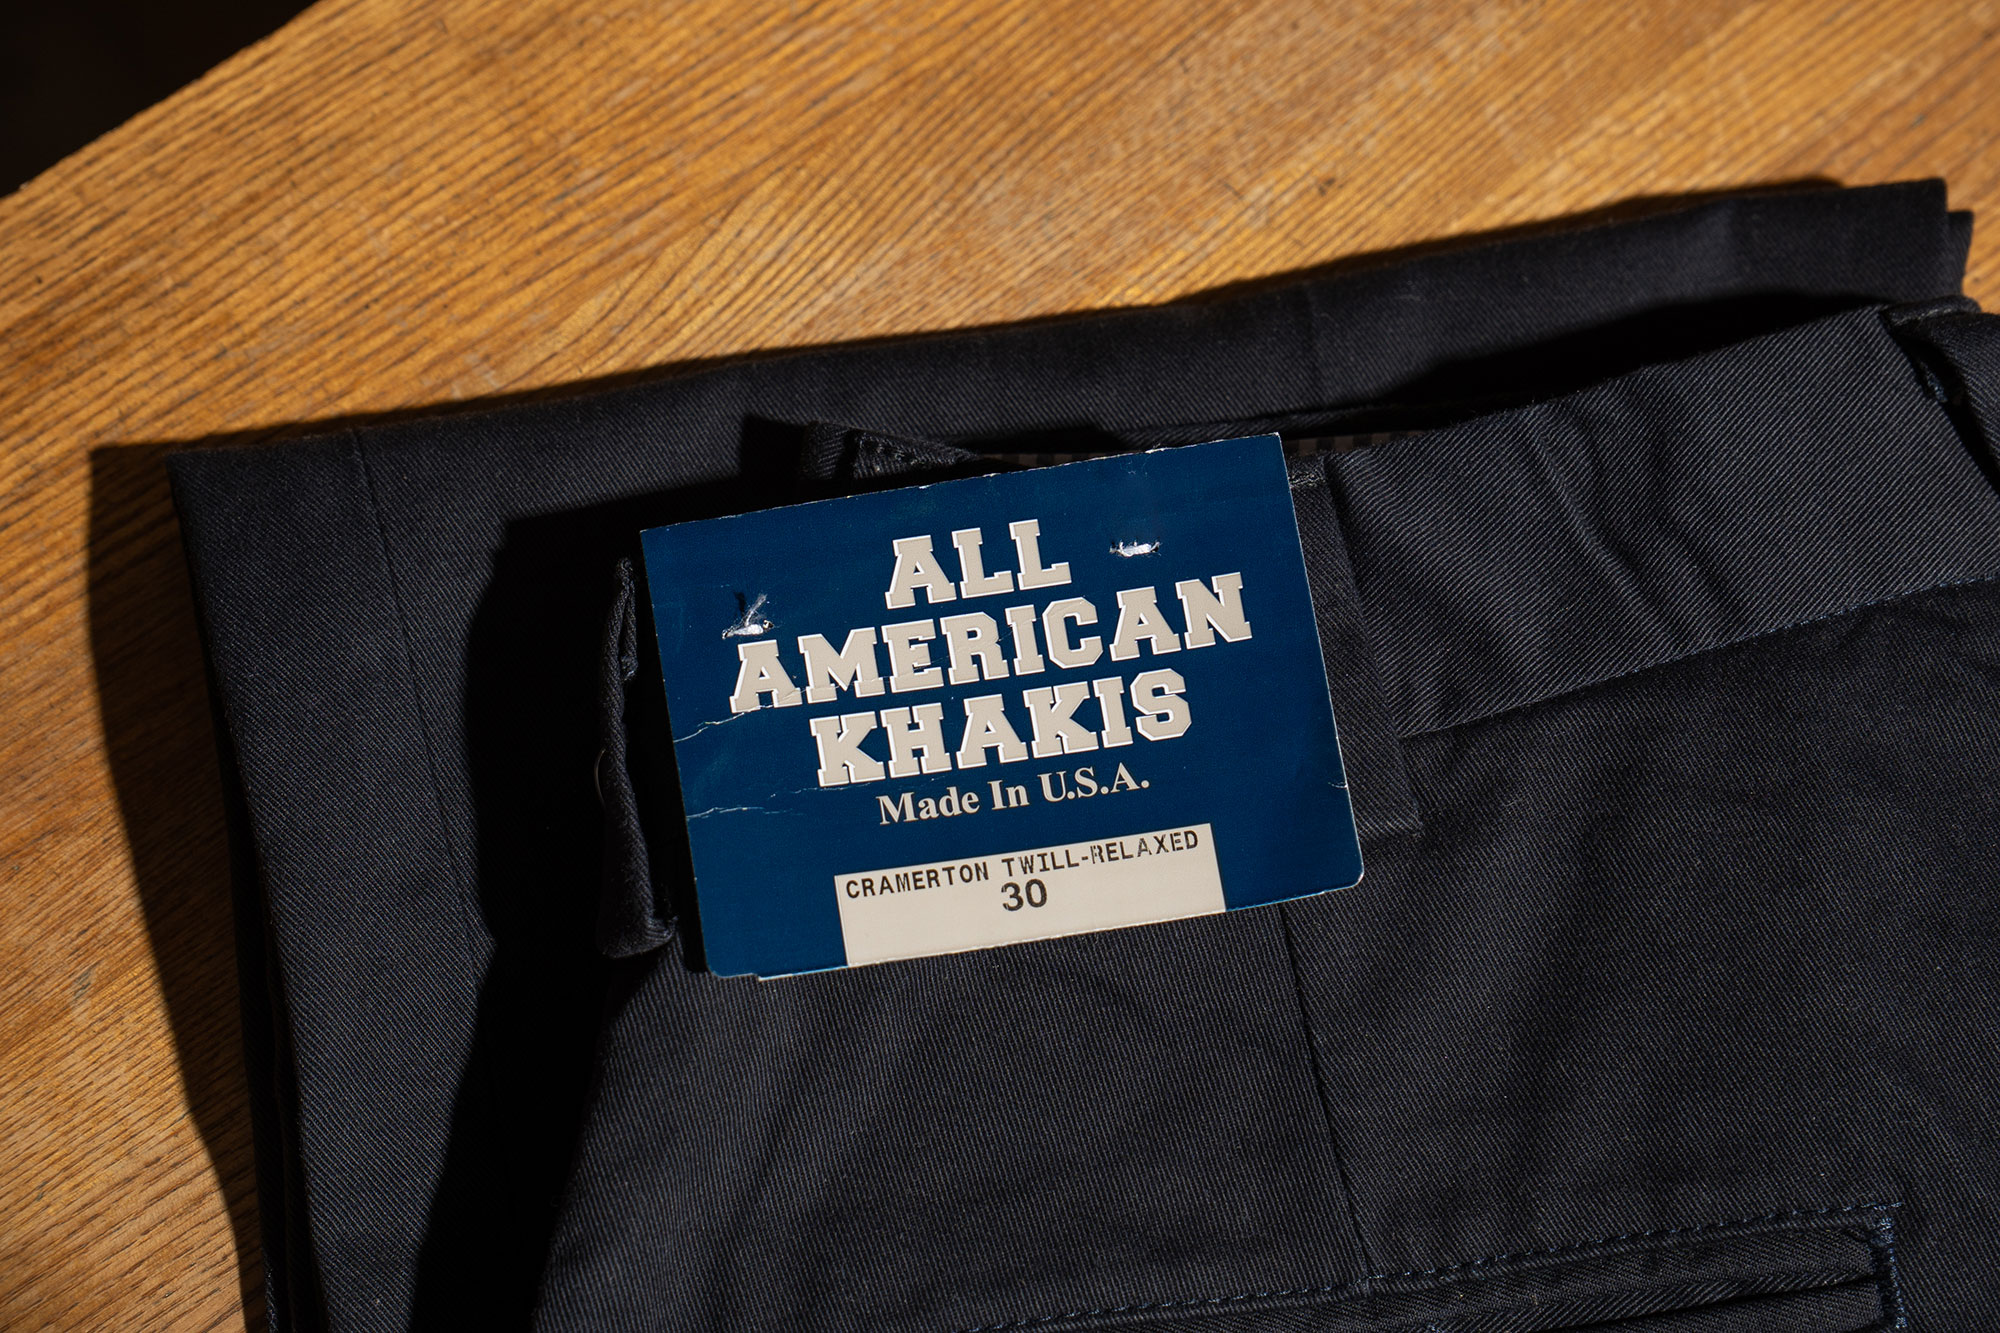 ALL
AMERICAN
KHAKIS
Made In U.S.A.
CRAMERTON TWILL-RELAXED
30